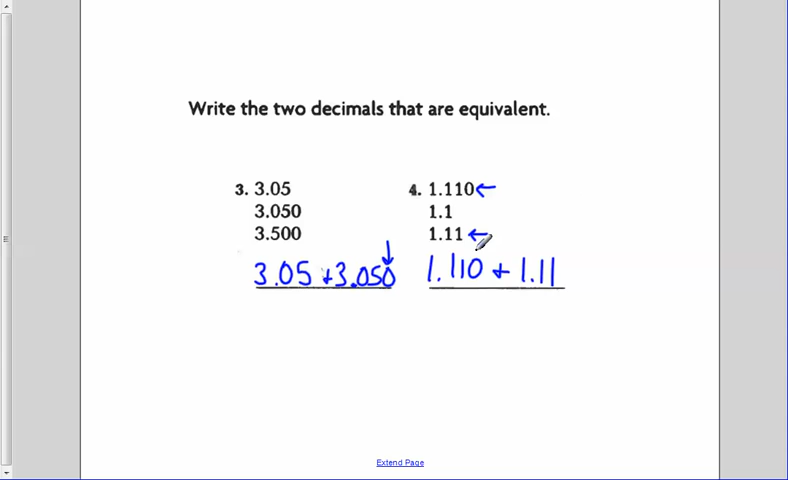 Write the two decimals that are equivalent.
3. 3.05
3.050
3.500
3.05 + 3.050
4. 1.110
1.1
1.11
1.110 + 1.11
Extend Page